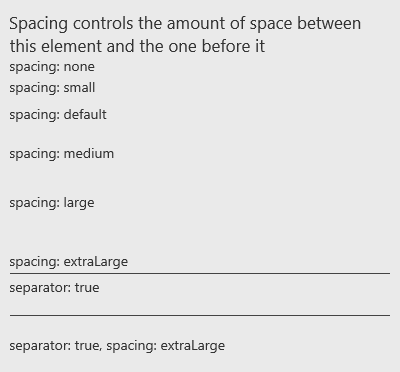 Spacing controls the amount of space between
this element and the one before it
spacing: none
spacing: small
spacing: default
spacing: medium
spacing: large
spacing: extraLarge
separator: true
separator: true, spacing: extraLarge